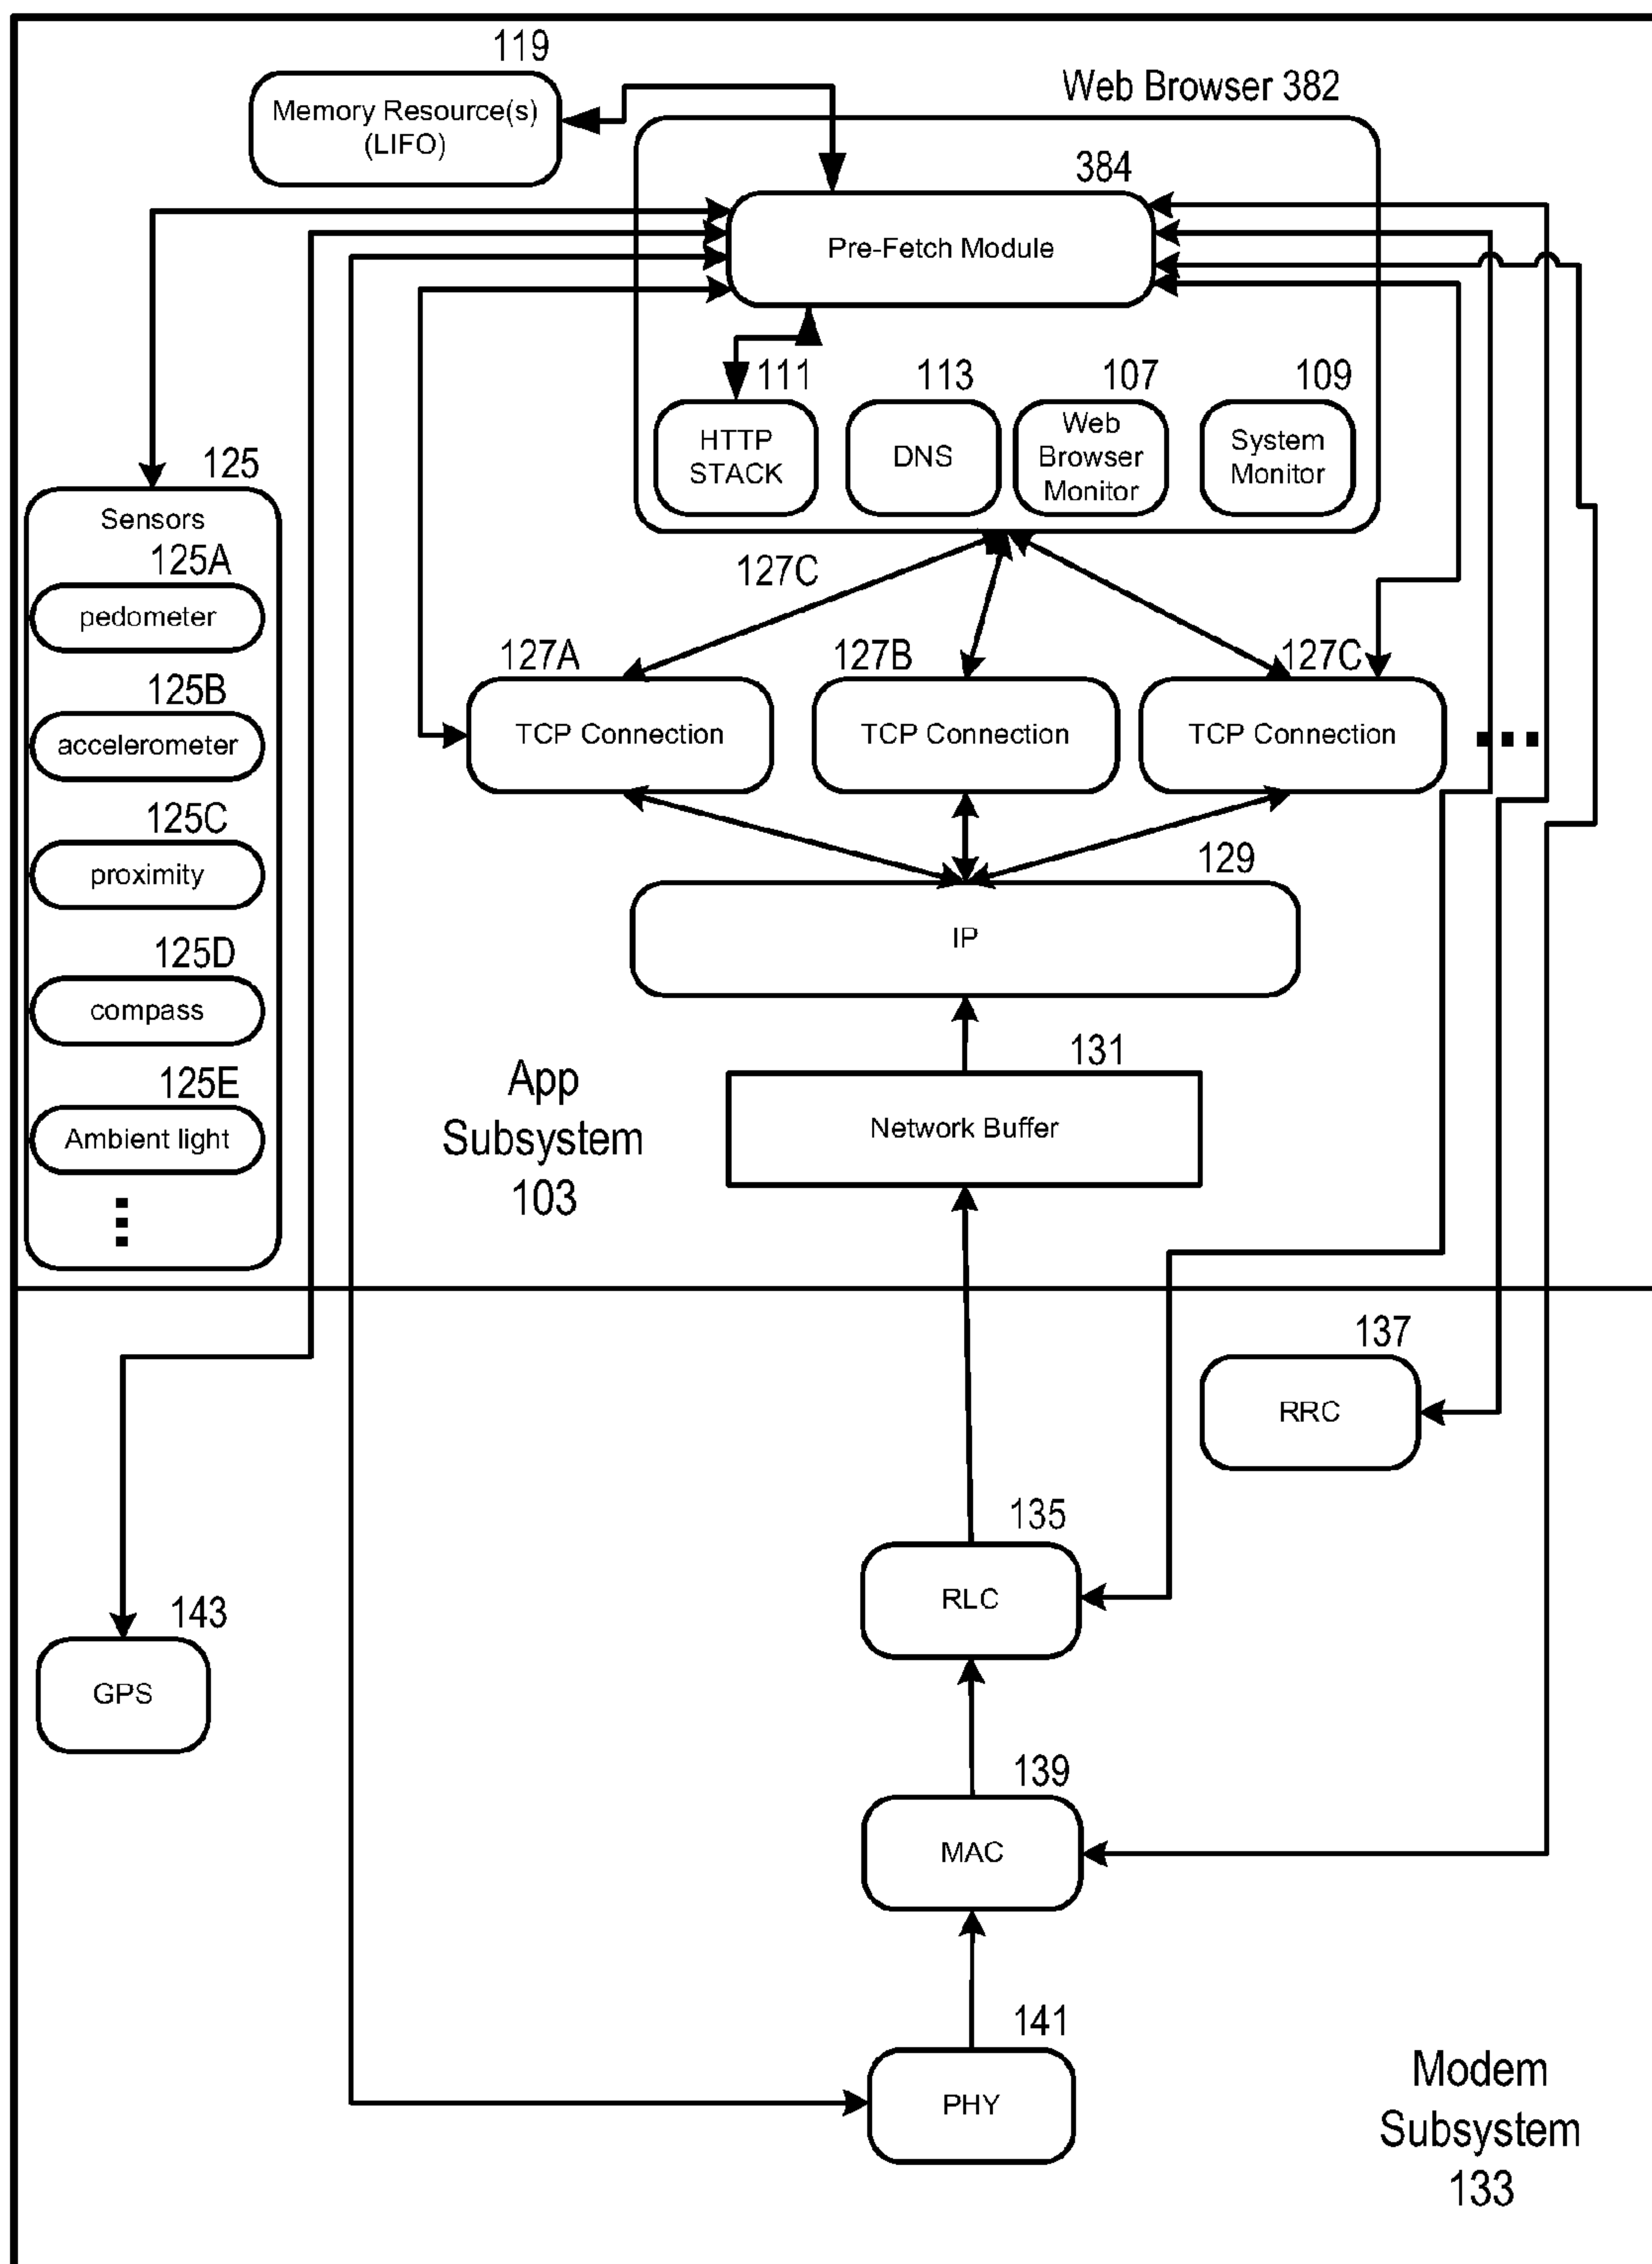 119
Memory Resource(s)
(LIFO)
Web Browser 382
384
Pre-Fetch Module
111
113
107
109
HTTP
STACK
DNS
Web
Browser
Monitor
System
Monitor
125
Sensors
125A
pedometer
125B
accelerometer
125C
proximity
125D
compass
125E
Ambient light
127C
127A
127B
127C
TCP Connection
TCP Connection
TCP Connection
129
IP
131
Network Buffer
App
Subsystem
103
137
RRC
135
RLC
143
GPS
139
MAC
141
PHY
Modem
Subsystem
133